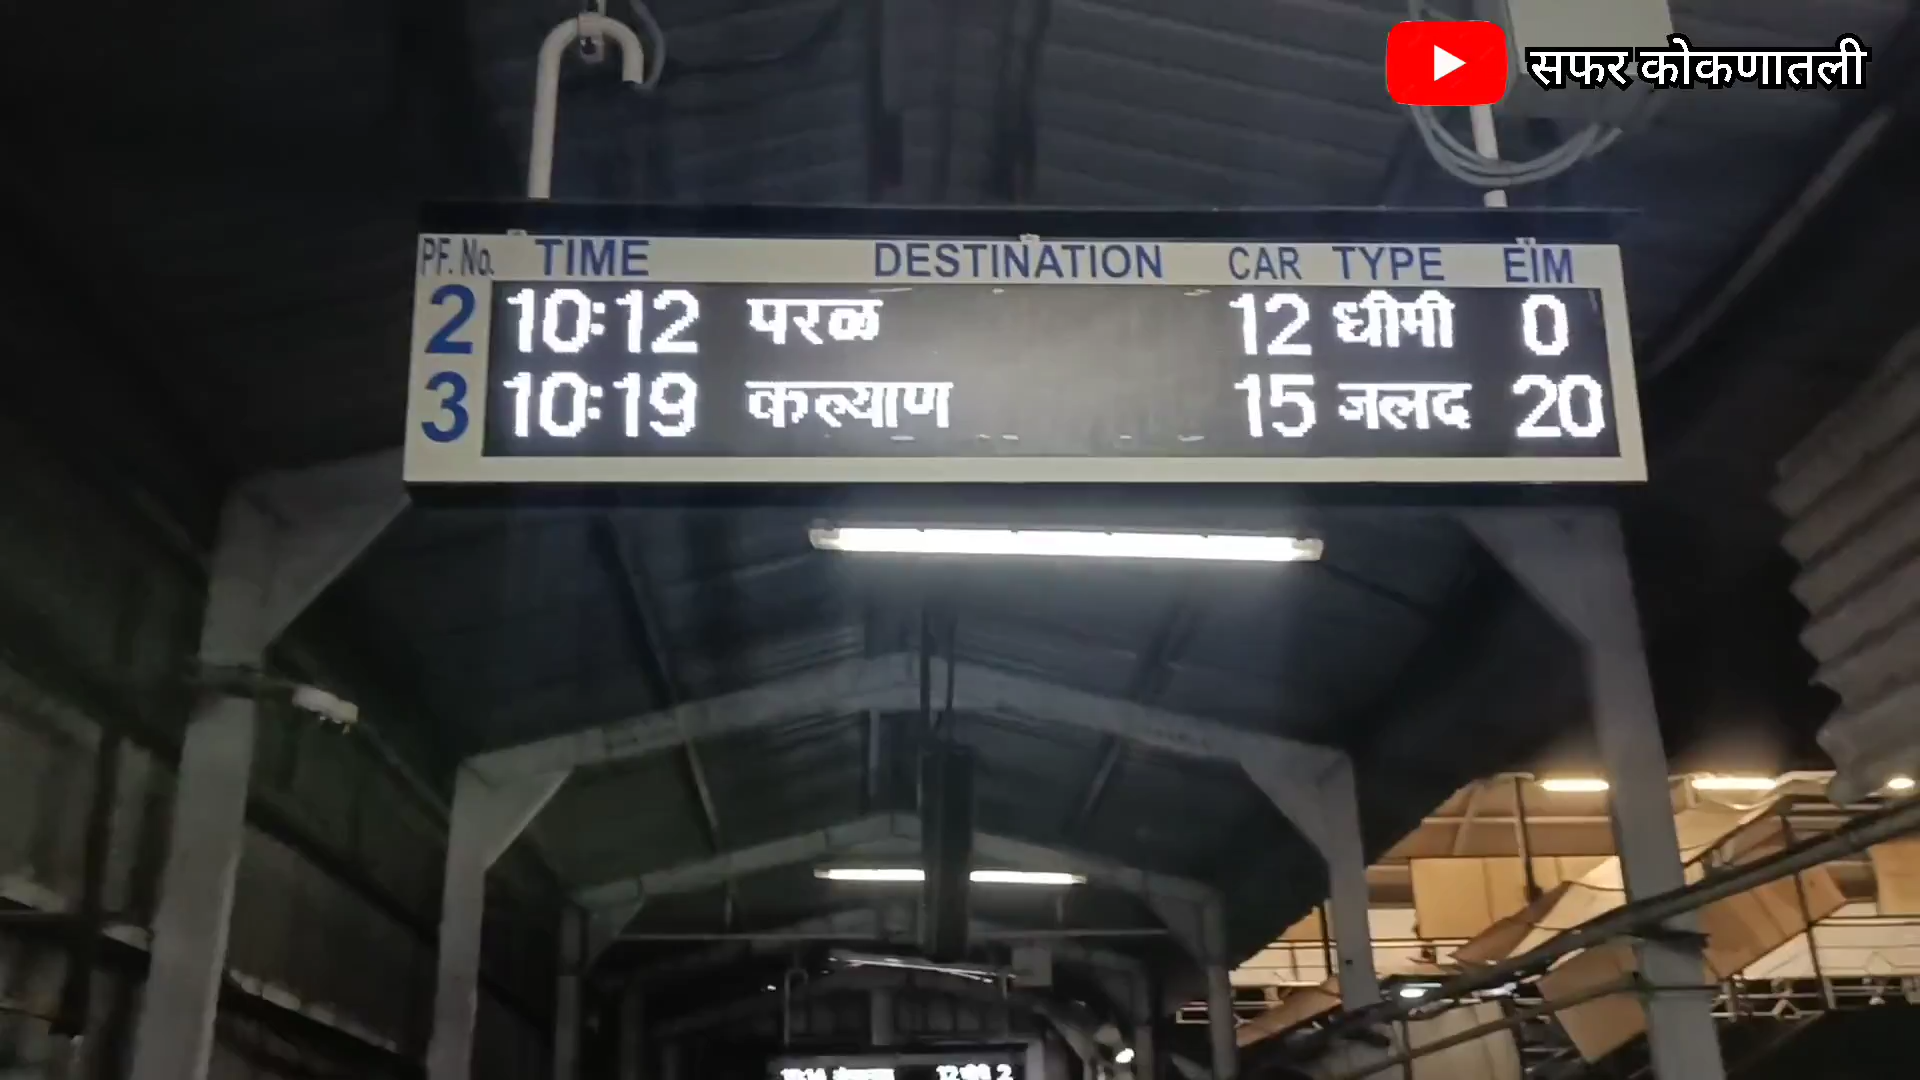 सफर कोकणातली
PF. No. TIME DESTINATION CAR TYPE EIM
2 10:12 परळ 12 धीमी 0
3 10:19 कल्याण 15 जलद 20